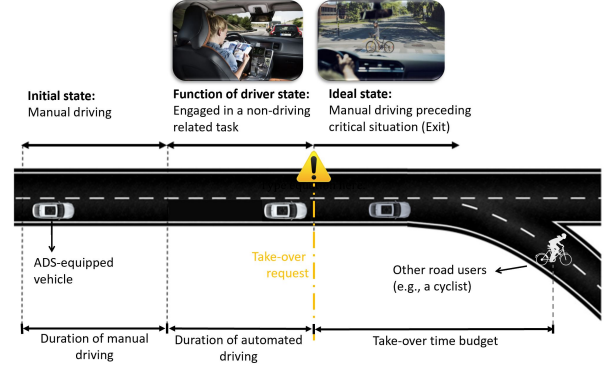 Initial state:
Manual driving
Function of driver state:
Engaged in a non-driving
related task
Ideal state:
Manual driving preceding
critical situation (Exit)
ADS-equipped
vehicle
Take-over
request
Other road users
(e.g., a cyclist)
Duration of manual
driving
Duration of automated
driving
Take-over time budget